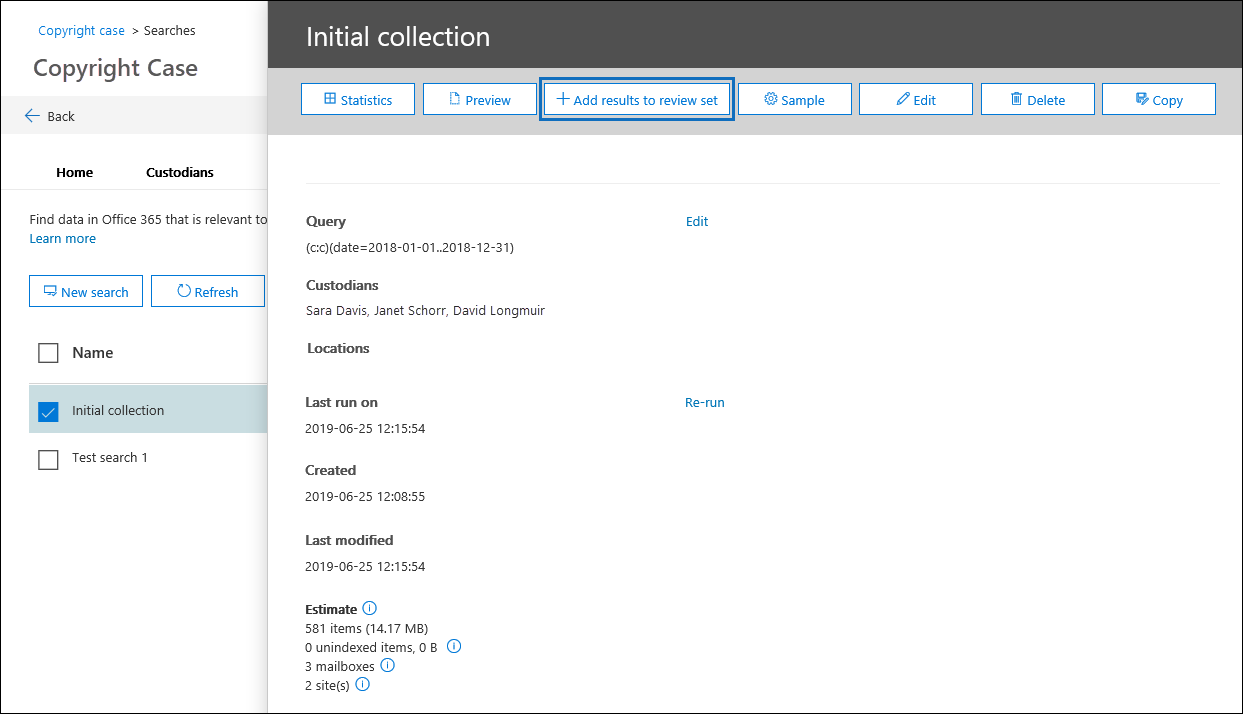 Copyright case > Searches
Copyright Case
Back
Home Custodians
Find data in Office 365 that is relevant to
Learn more
New search Refresh
Name
Initial collection
Test search 1
Initial collection
Statistics Preview Add results to review set Sample Edit Delete Copy
Query Edit
(c:c)(date=2018-01-01..2018-12-31)
Custodians
Sara Davis, Janet Schorr, David Longmuir
Locations
Last run on Re-run
2019-06-25 12:15:54
Created
2019-06-25 12:08:55
Last modified
2019-06-25 12:15:54
Estimate
581 items (14.17 MB)
0 unindexed items, 0 B
3 mailboxes
2 site(s)